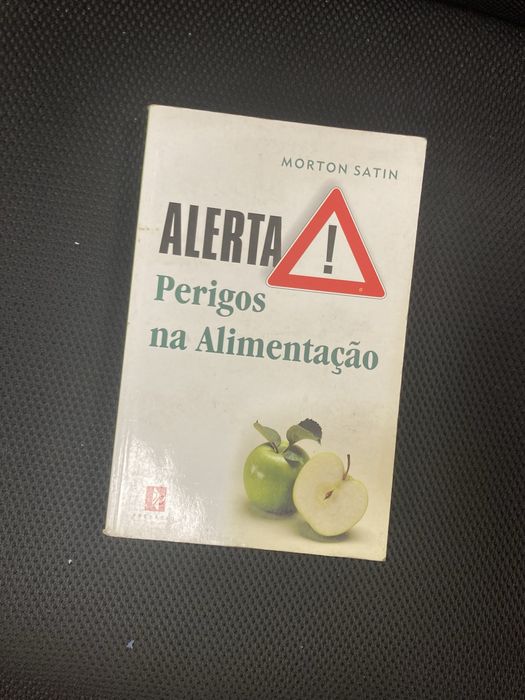 MORTON SATIN
ALERTA !
Perigos
na Alimentação